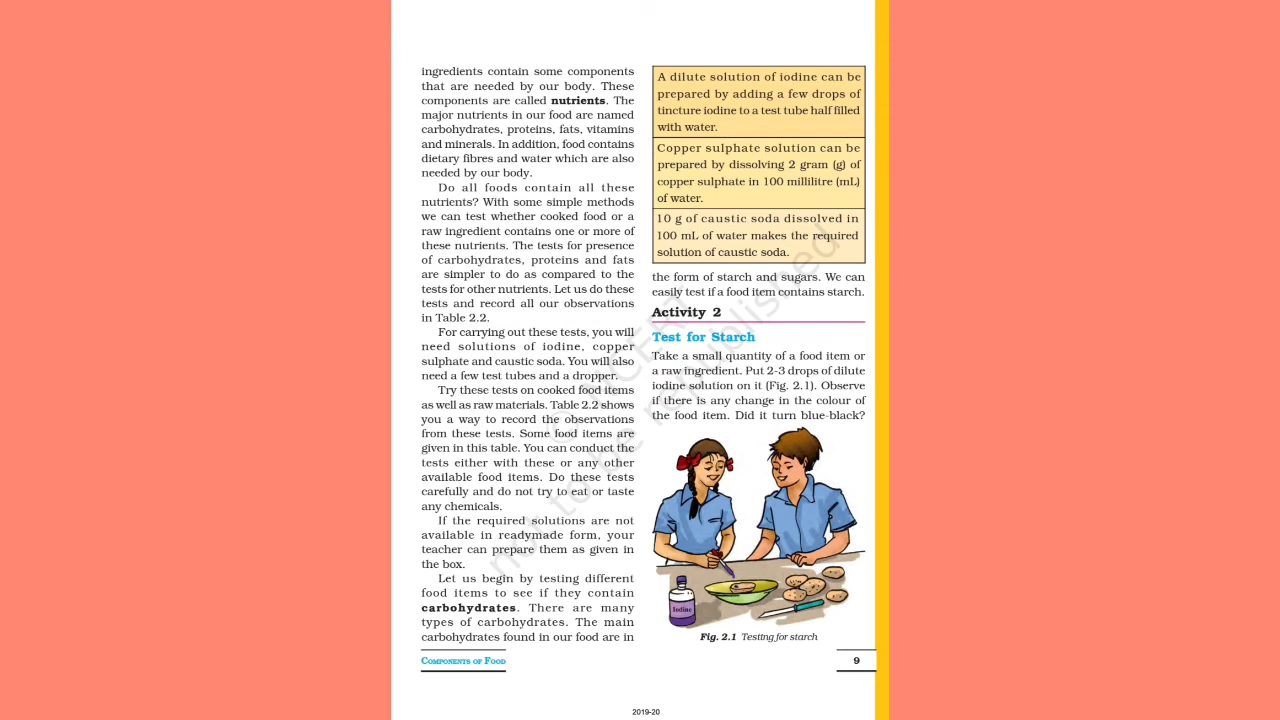 ingredients contain some components
that are needed by our body. These
components are called nutrients. The
major nutrients in our food are named
carbohydrates, proteins, fats, vitamins
and minerals. In addition, food contains
dietary fibres and water which are also
needed by our body.
Do all foods contain all these
nutrients? With some simple methods
we can test whether cooked food or a
raw ingredient contains one or more of
these nutrients. The tests for presence
of carbohydrates, proteins and fats
are simpler to do as compared to the
tests for other nutrients. Let us do these
tests and record all our observations
in Table 2.2.
For carrying out these tests, you will
need solutions of iodine, copper
sulphate and caustic soda. You will also
need a few test tubes and a dropper.
Try these tests on cooked food items
as well as raw materials. Table 2.2 shows
you a way to record the observations
from these tests. Some food items are
given in this table. You can conduct the
tests either with these or any other
available food items. Do these tests
carefully and do not try to eat or taste
any chemicals.
If the required solutions are not
available in readymade form, your
teacher can prepare them as given in
the box.
Let us begin by testing different
food items to see if they contain
carbohydrates. There are many
types of carbohydrates. The main
carbohydrates found in our food are in
A dilute solution of iodine can be
prepared by adding a few drops of
tincture iodine to a test tube half filled
with water.
Copper sulphate solution can be
prepared by dissolving 2 gram (g) of
copper sulphate in 100 millilitre (mL)
of water.
10 g of caustic soda dissolved in
100 mL of water makes the required
solution of caustic soda.
the form of starch and sugars. We can
easily test if a food item contains starch.
Activity 2
Test for Starch
Take a small quantity of a food item or
a raw ingredient. Put 2-3 drops of dilute
iodine solution on it (Fig. 2.1). Observe
if there is any change in the colour of
the food item. Did it turn blue-black?
Iodine
Fig. 2.1 Testing for starch
COMPONENTS OF FOOD
9
2019-20
© NCERT
not to be republished